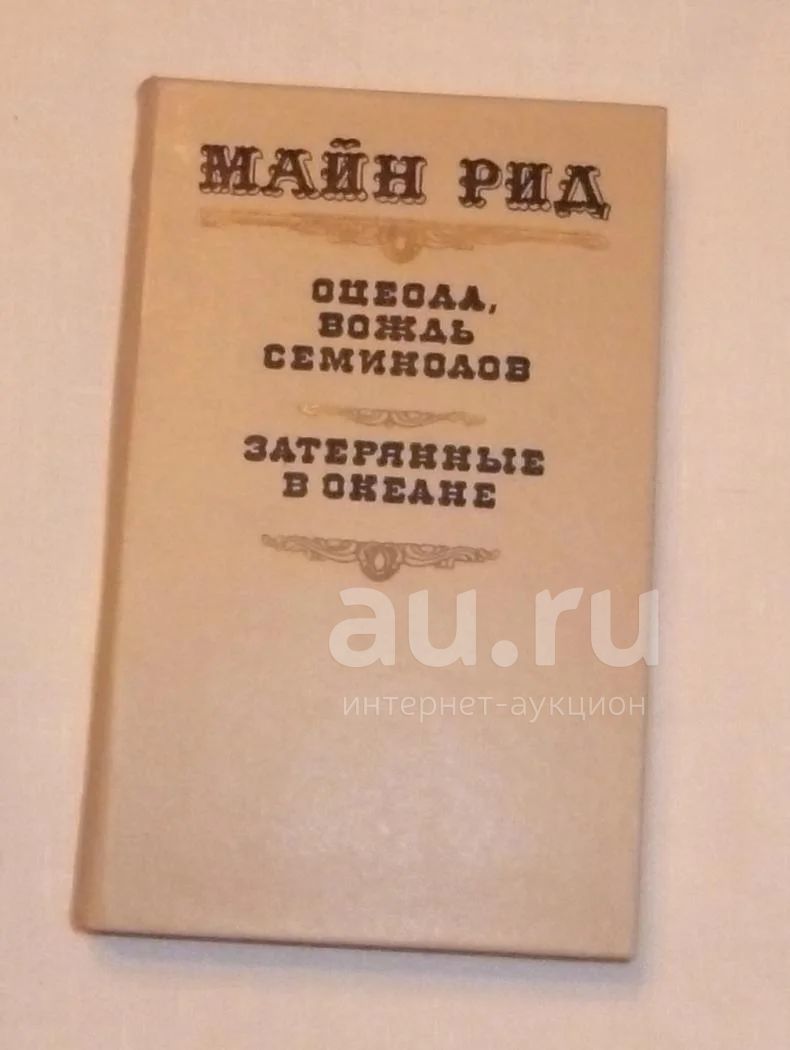 МАЙН РИД
ОЦЕОЛА,
ВОЖДЬ
СЕМИНОЛОВ
ЗАТЕРЯННЫЕ
В ОКЕАНЕ
au.ru
интернет-аукцион